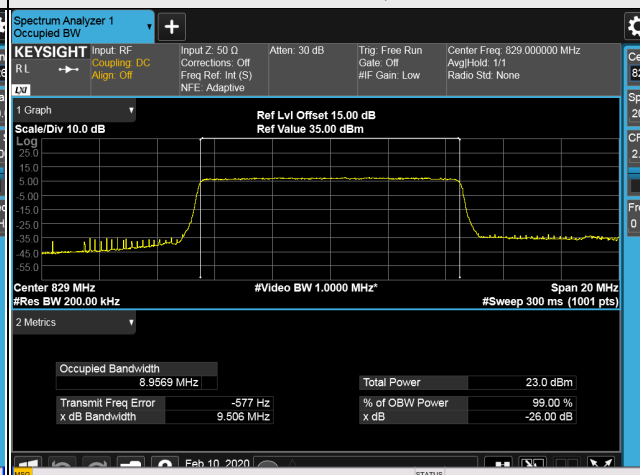 Spectrum Analyzer 1
Occupied BW
KEYSIGHT
RL
LXI
Input: RF
Coupling: DC
Align: Off
Input Z: 50 Ω
Corrections: Off
Freq Ref: Int (S)
NFE: Adaptive
Atten: 30 dB
Trig: Free Run
Gate: Off
#IF Gain: Low
Center Freq: 829.000000 MHz
Avg|Hold: 1/1
Radio Std: None
1 Graph
Scale/Div 10.0 dB
Ref Lvl Offset 15.00 dB
Ref Value 35.00 dBm
Log
25.0
15.0
5.00
-5.00
-15.0
-25.0
-35.0
-45.0
-55.0
Center 829 MHz
#Res BW 200.00 kHz
#Video BW 1.0000 MHz*
Span 20 MHz
#Sweep 300 ms (1001 pts)
2 Metrics
Occupied Bandwidth
8.9569 MHz
Total Power 23.0 dBm
Transmit Freq Error -577 Hz
% of OBW Power 99.00 %
x dB Bandwidth 9.506 MHz
x dB -26.00 dB
Feb 10, 2020
MSG
STATUS